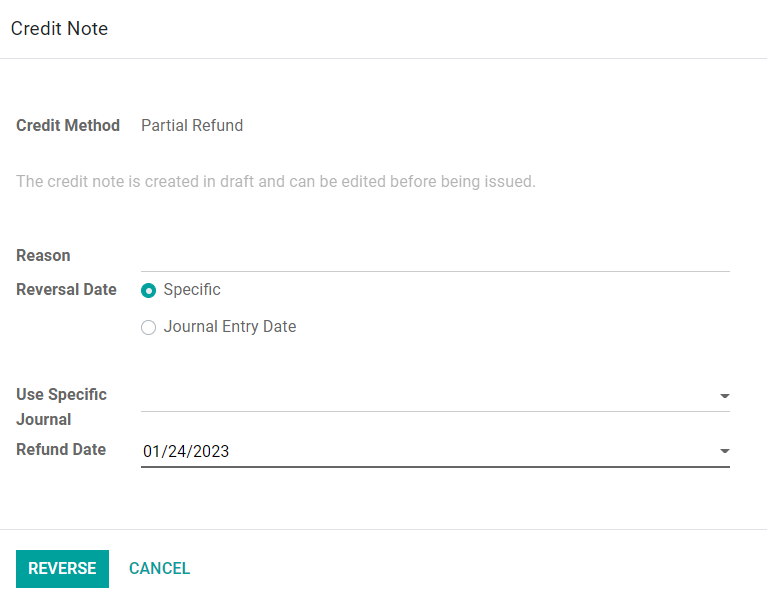 Credit Note
Credit Method Partial Refund
The credit note is created in draft and can be edited before being issued.
Reason
Reversal Date Specific
Journal Entry Date
Use Specific
Journal
Refund Date 01/24/2023
REVERSE CANCEL